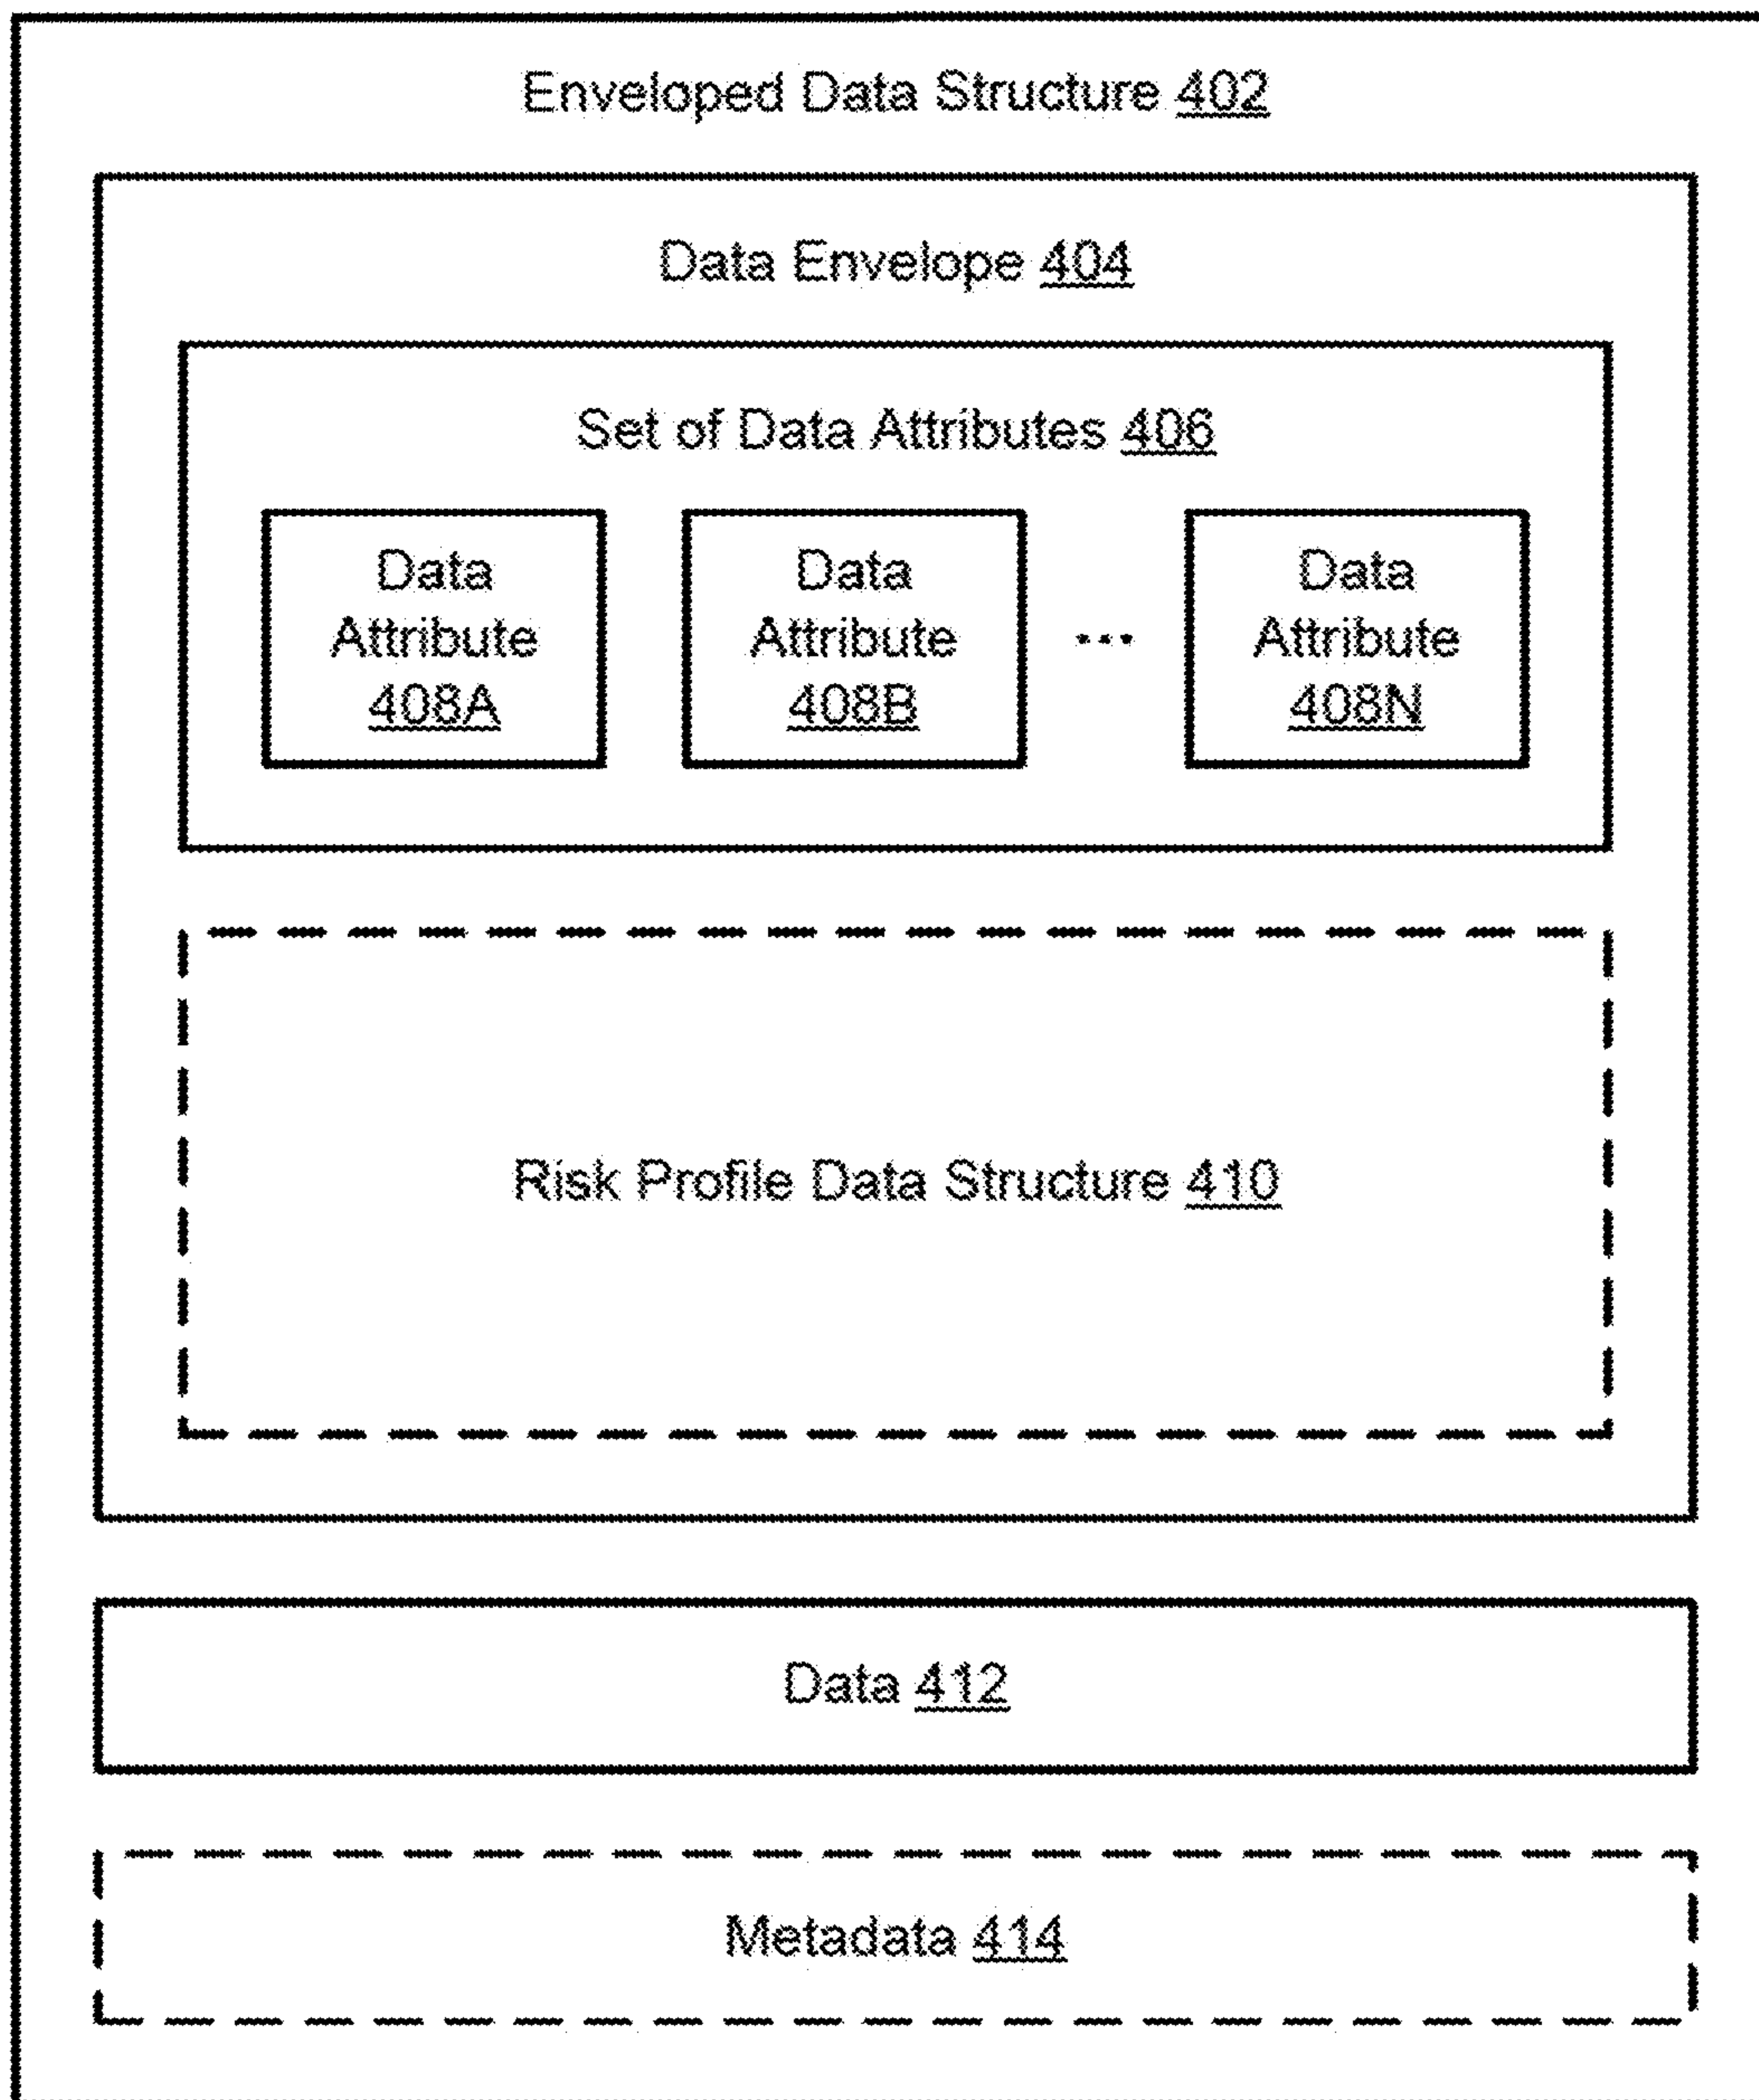 Enveloped Data Structure 402
Data Envelope 404
Set of Data Attributes 406
Data
Attribute
408A
Data
Attribute
408B
...
Data
Attribute
408N
Risk Profile Data Structure 410
Data 412
Metadata 414